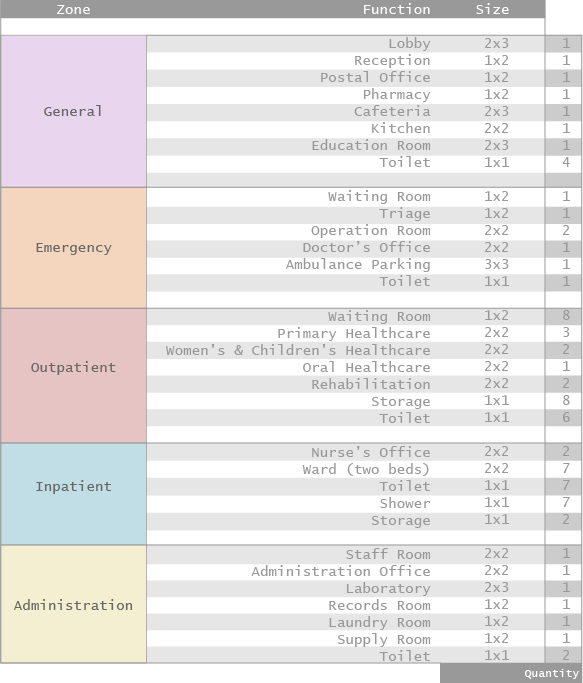 Zone Function Size
General
Lobby 2x3 1
Reception 1x2 1
Postal Office 1x2 1
Pharmacy 1x2 1
Cafeteria 2x3 1
Kitchen 2x2 1
Education Room 2x3 1
Toilet 1x1 4
Emergency
Waiting Room 1x2 1
Triage 1x2 1
Operation Room 2x2 2
Doctor's Office 2x2 1
Ambulance Parking 3x3 1
Toilet 1x1 1
Outpatient
Waiting Room 1x2 8
Primary Healthcare 2x2 3
Women's & Children's Healthcare 2x2 2
Oral Healthcare 2x2 1
Rehabilitation 2x2 2
Storage 1x1 8
Toilet 1x1 6
Inpatient
Nurse's Office 2x2 2
Ward (two beds) 2x2 7
Toilet 1x1 7
Shower 1x1 7
Storage 1x1 2
Administration
Staff Room 2x2 1
Administration Office 2x2 1
Laboratory 2x3 1
Records Room 1x2 1
Laundry Room 1x2 1
Supply Room 1x2 1
Toilet 1x1 2
Quantity